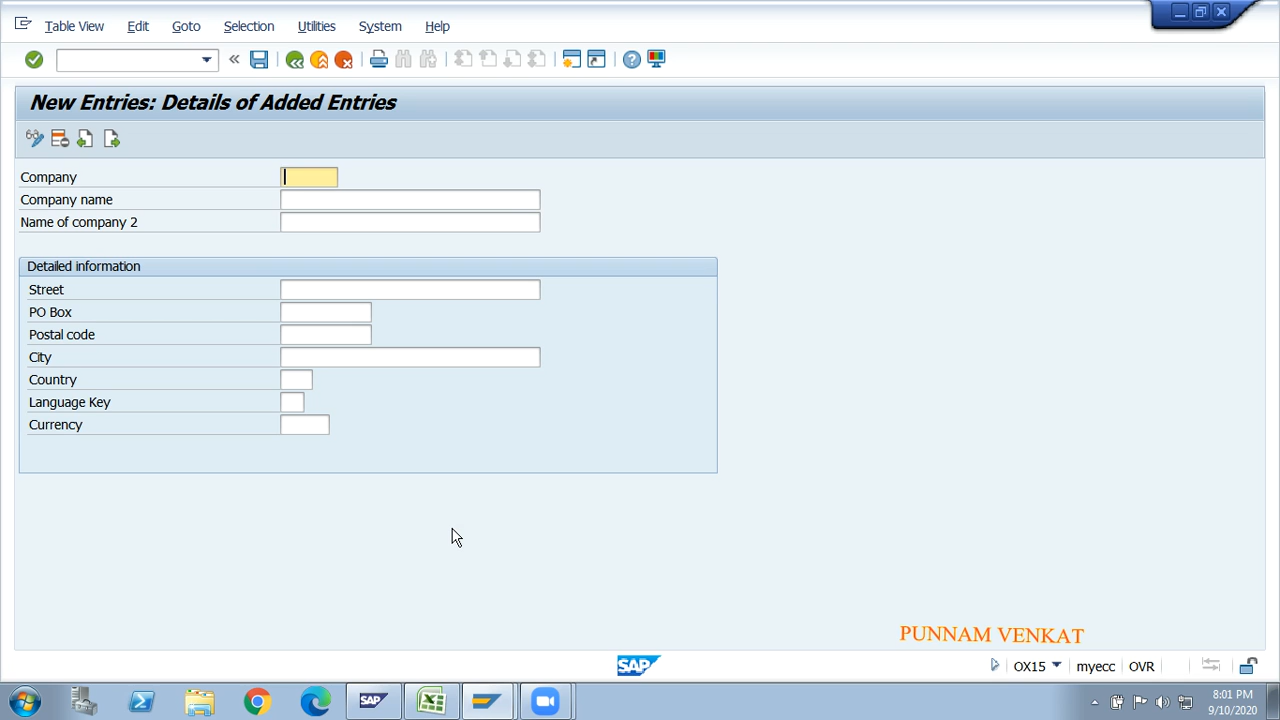 Table View Edit Goto Selection Utilities System Help
New Entries: Details of Added Entries
Company
Company name
Name of company 2
Detailed information
Street
PO Box
Postal code
City
Country
Language Key
Currency
PUNNAM VENKAT
SAP OX15 myecc OVR
SAP 8:01 PM
9/10/2020